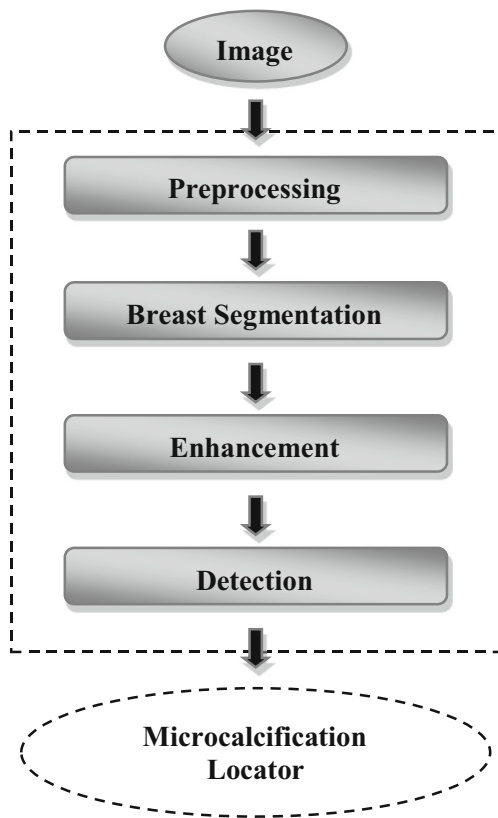 Image
Preprocessing
Breast Segmentation
Enhancement
Detection
Microcalcification
Locator